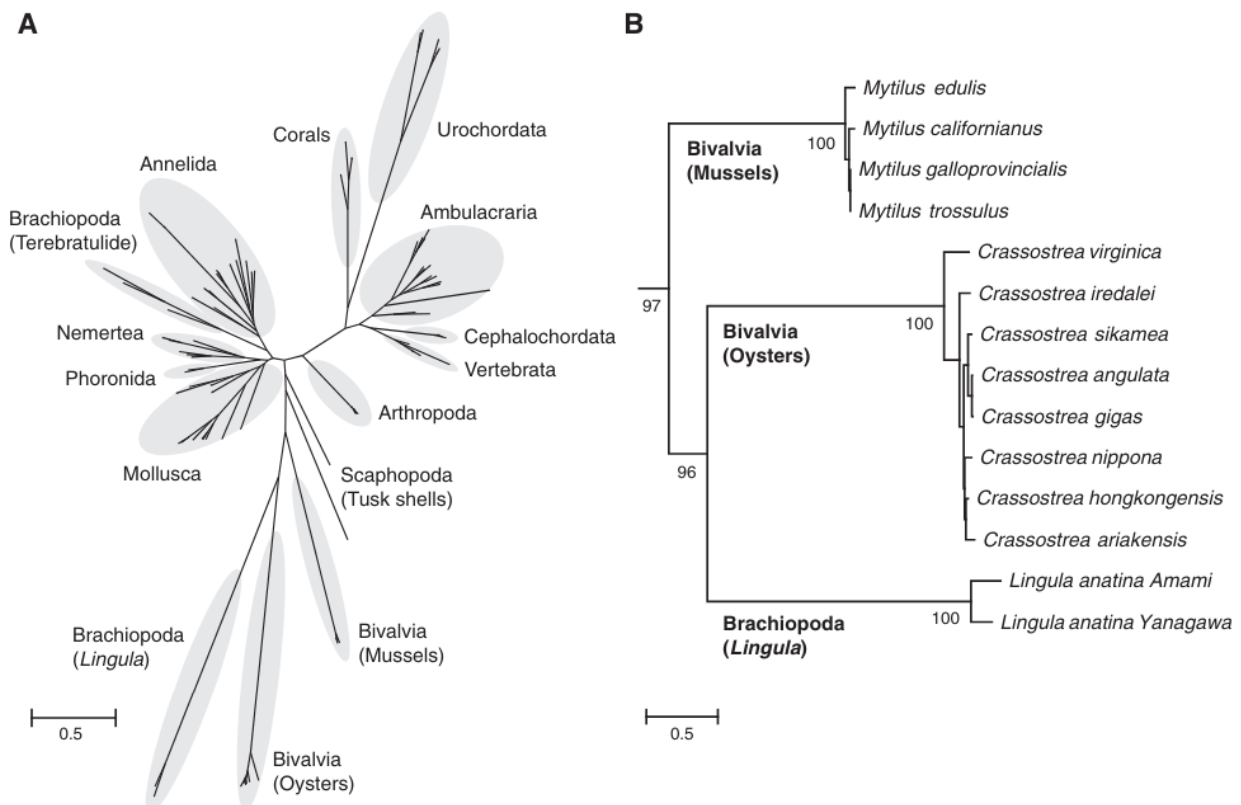 A
Corals
Urochordata
Annelida
Brachiopoda
(Terebratulide)
Ambulacraria
Nemertea
Cephalochordata
Phoronida
Vertebrata
Arthropoda
Mollusca
Scaphopoda
(Tusk shells)
Brachiopoda
(Lingula)
Bivalvia
(Mussels)
0.5
Bivalvia
(Oysters)
B
Mytilus edulis
Mytilus californianus
100
Bivalvia
(Mussels)
Mytilus galloprovincialis
Mytilus trossulus
Crassostrea virginica
97
Crassostrea iredalei
100
Bivalvia
(Oysters)
Crassostrea sikamea
Crassostrea angulata
Crassostrea gigas
96
Crassostrea nippona
Crassostrea hongkongensis
Crassostrea ariakensis
Lingula anatina Amami
100
Brachiopoda
(Lingula)
Lingula anatina Yanagawa
0.5